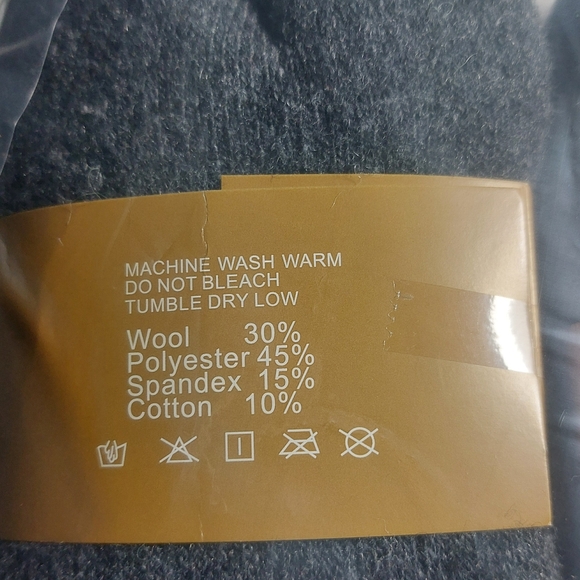 MACHINE WASH WARM
DO NOT BLEACH
TUMBLE DRY LOW
Wool 30%
Polyester 45%
Spandex 15%
Cotton 10%